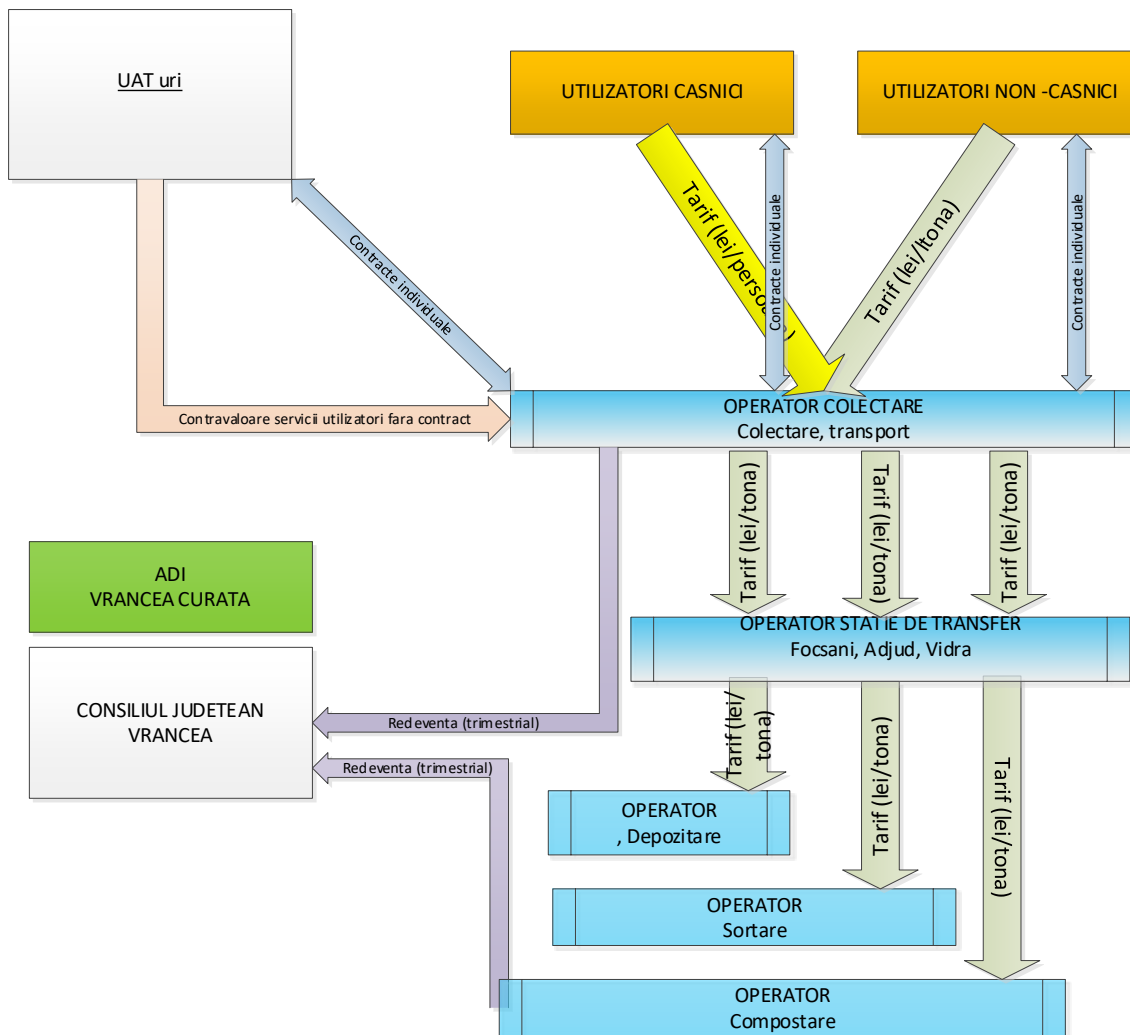 UAT uri
UTILIZATORI CASNICI
UTILIZATORI NON -CASNICI
Tarif (lei/persoana)
Contracte individuale
Tarif (lei/ltona)
Contracte individuale
Contracte individuale
Contravaloare servicii utilizatori fara contract
OPERATOR COLECTARE
Colectare, transport
Tarif (lei/tona)
Tarif (lei/tona)
Tarif (lei/tona)
ADI
VRANCEA CURATA
OPERATOR STATIE DE TRANSFER
Focsani, Adjud, Vidra
CONSILIUL JUDETEAN
VRANCEA
Redeventa (trimestrial)
Redeventa (trimestrial)
Tarif (lei/
tona)
Tarif (lei/tona)
Tarif (lei/tona)
OPERATOR
, Depozitare
OPERATOR
Sortare
OPERATOR
Compostare